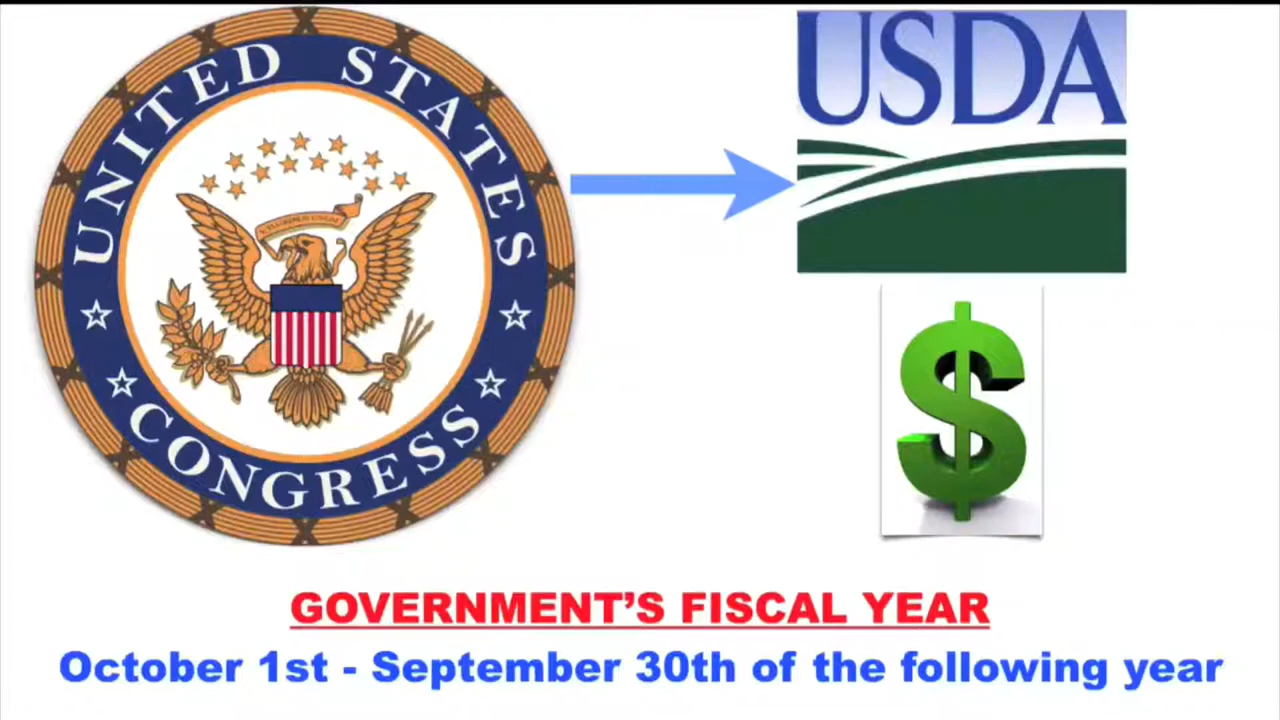 UNITED STATES
CONGRESS
USDA
GOVERNMENT'S FISCAL YEAR
October 1st - September 30th of the following year